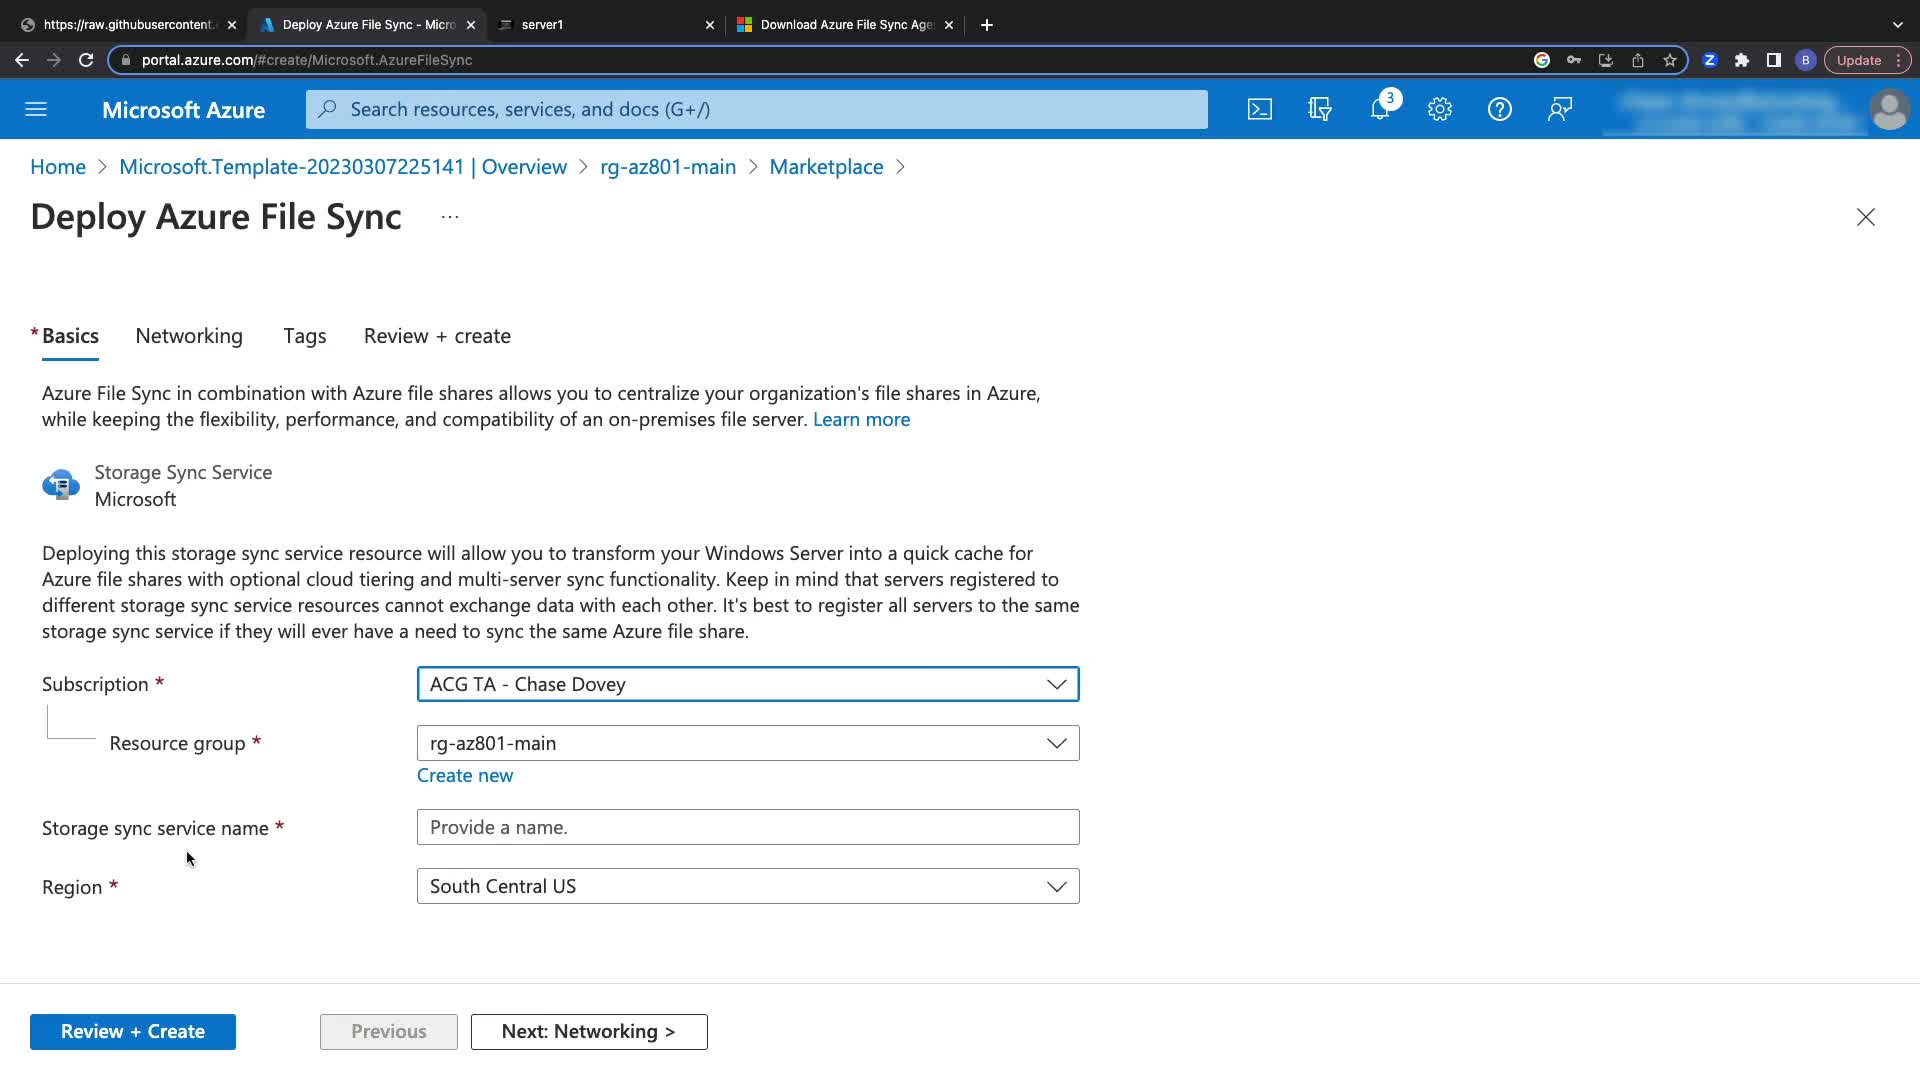 https://raw.githubusercontent.
Deploy Azure File Sync - Micro
server1
Download Azure File Sync Age
portal.azure.com/#create/Microsoft.AzureFileSync
Z
B
Update
Microsoft Azure
Search resources, services, and docs (G+/)
3
Home > Microsoft.Template-20230307225141 | Overview > rg-az801-main > Marketplace >
Deploy Azure File Sync ...
* Basics
Networking
Tags
Review + create
Azure File Sync in combination with Azure file shares allows you to centralize your organization's file shares in Azure,
while keeping the flexibility, performance, and compatibility of an on-premises file server. Learn more
Storage Sync Service
Microsoft
Deploying this storage sync service resource will allow you to transform your Windows Server into a quick cache for
Azure file shares with optional cloud tiering and multi-server sync functionality. Keep in mind that servers registered to
different storage sync service resources cannot exchange data with each other. It's best to register all servers to the same
storage sync service if they will ever have a need to sync the same Azure file share.
Subscription *
ACG TA - Chase Dovey
Resource group *
rg-az801-main
Create new
Storage sync service name *
Provide a name.
Region *
South Central US
Review + Create
Previous
Next: Networking >